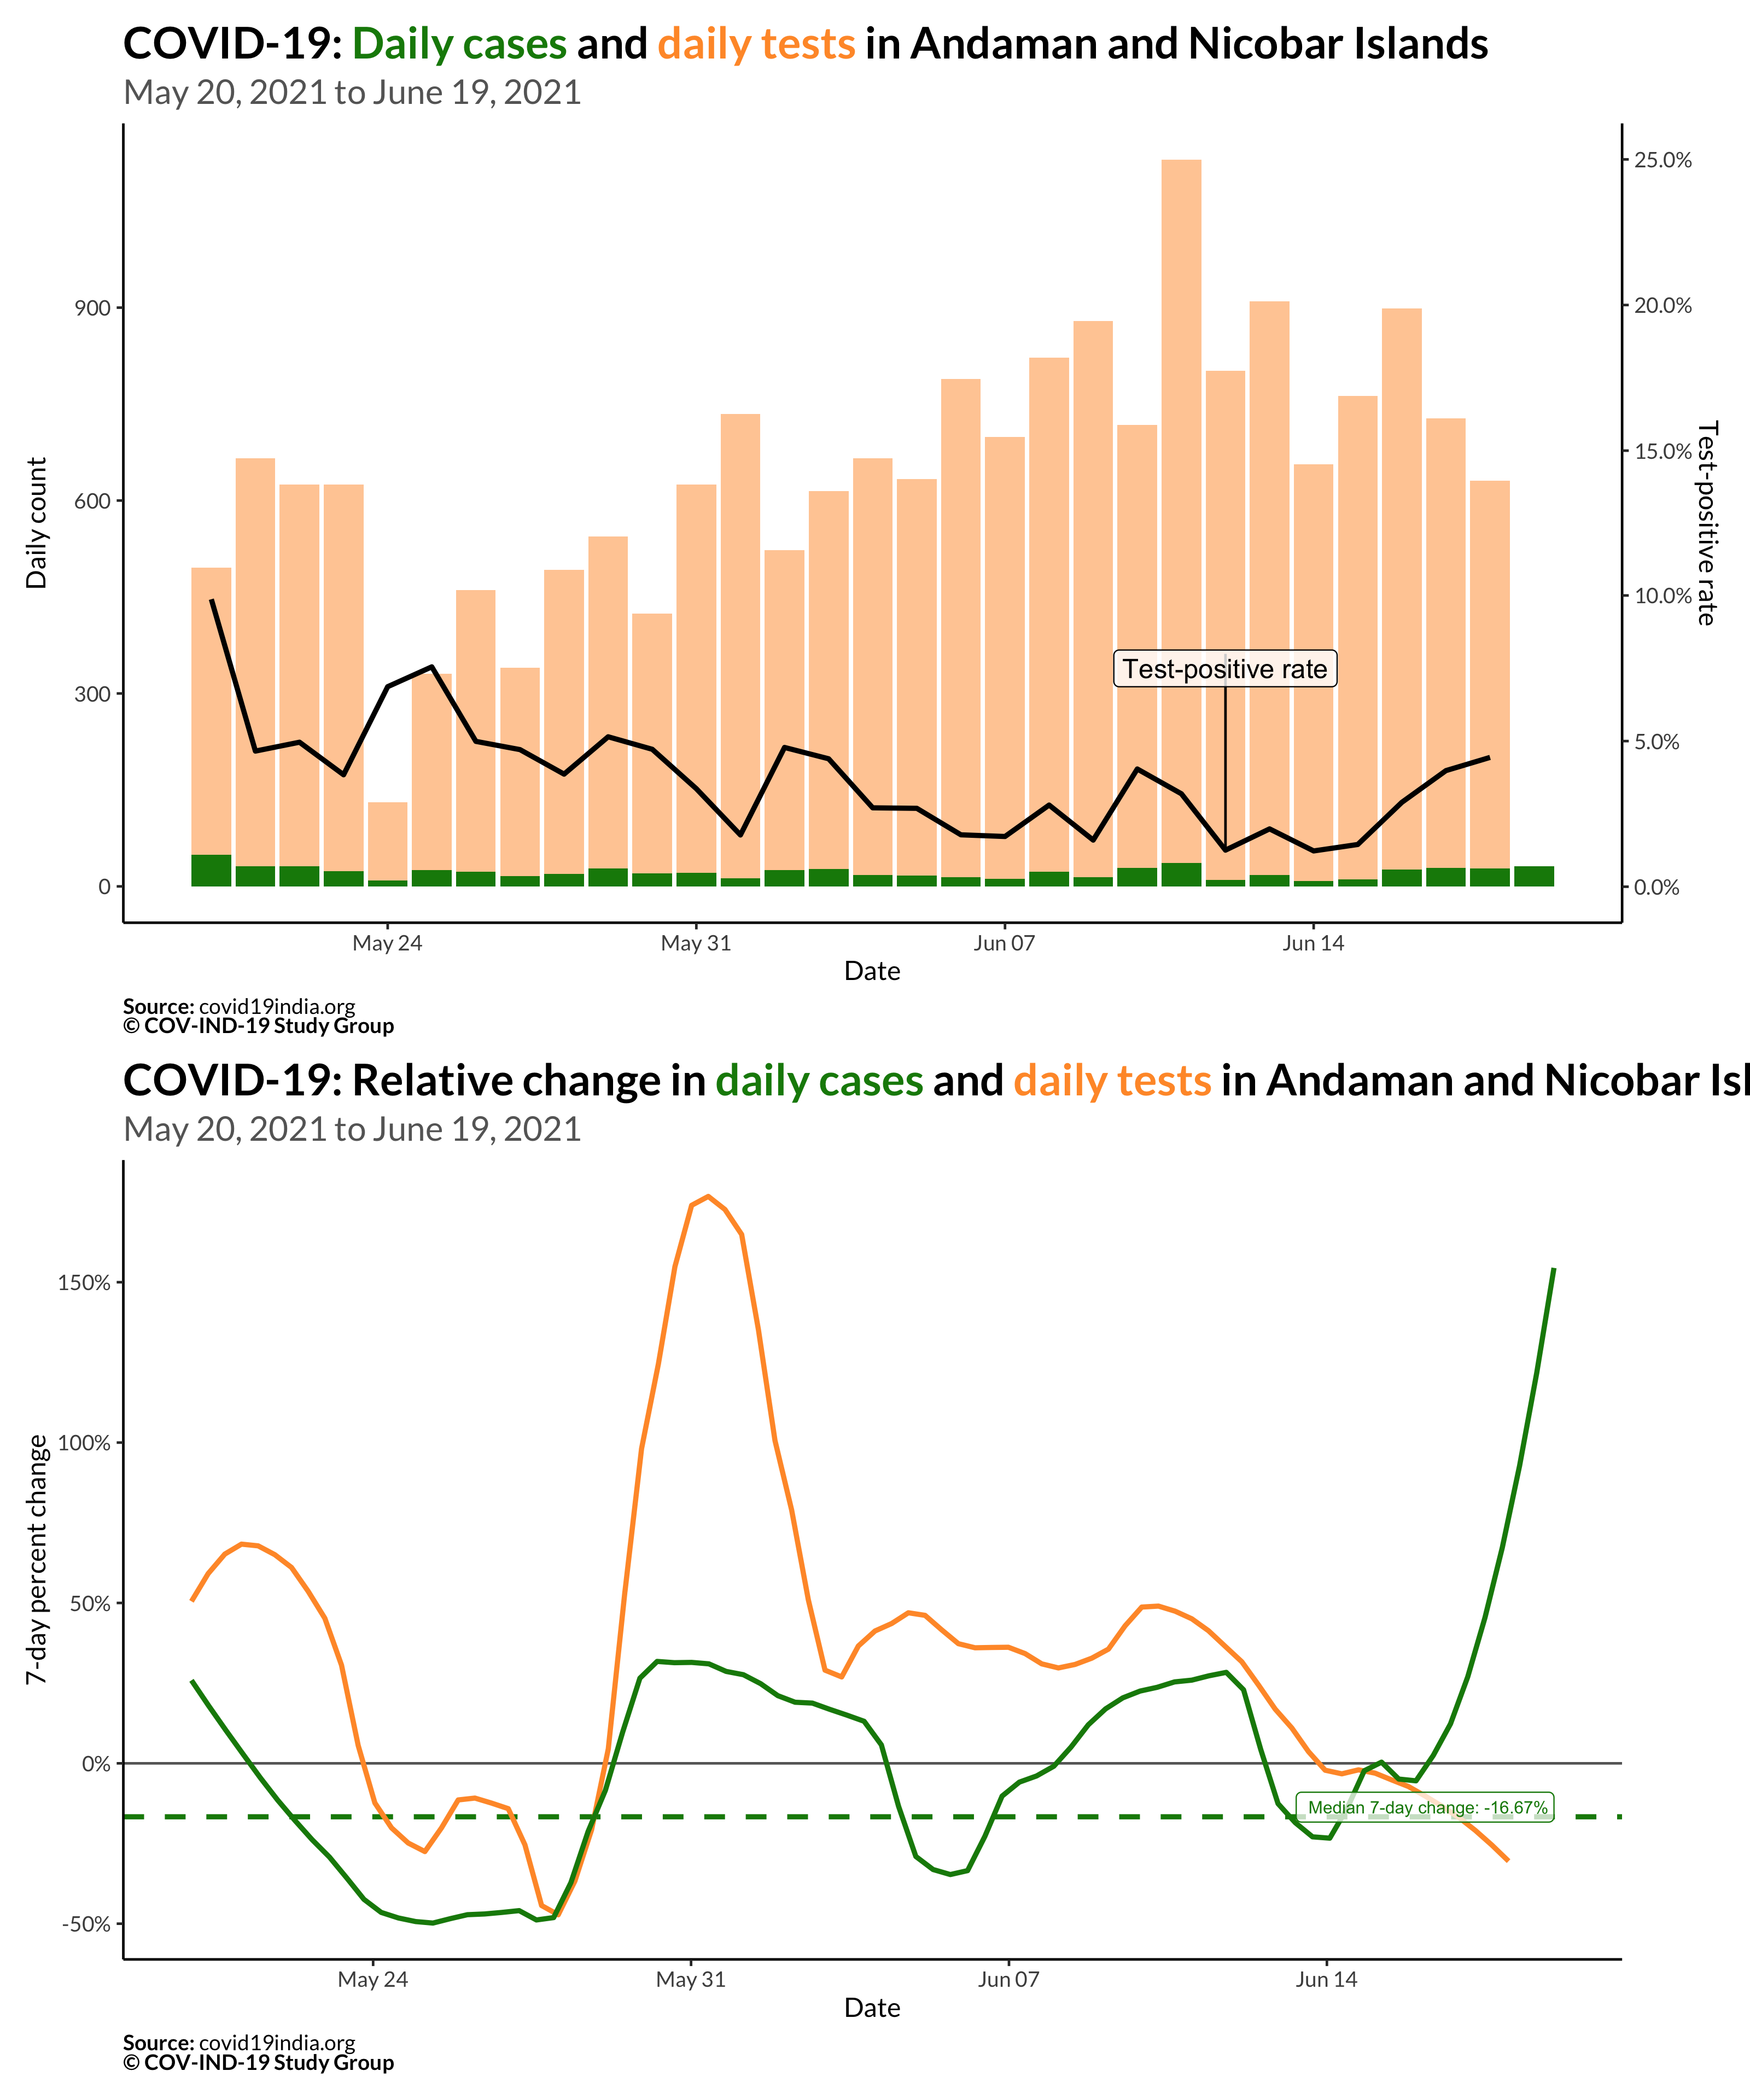 COVID-19: Daily cases and daily tests in Andaman and Nicobar Islands
May 20, 2021 to June 19, 2021
Daily count
900
600
300
0
25.0%
20.0%
15.0%
10.0%
5.0%
0.0%
Test-positive rate
Test-positive rate
May 24
May 31
Jun 07
Jun 14
Date
Source: covid19india.org
© COV-IND-19 Study Group
COVID-19: Relative change in daily cases and daily tests in Andaman and Nicobar Isl
May 20, 2021 to June 19, 2021
7-day percent change
150%
100%
50%
0%
-50%
Median 7-day change: -16.67%
May 24
May 31
Jun 07
Jun 14
Date
Source: covid19india.org
© COV-IND-19 Study Group